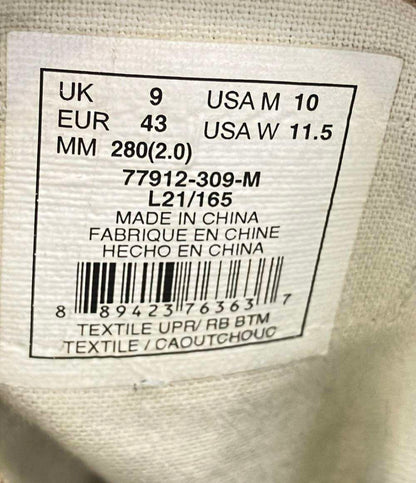 UK 9 USA M 10
EUR 43 USA W 11.5
MM 280(2.0)
77912-309-M
L21/165
MADE IN CHINA
FABRIQUE EN CHINE
HECHO EN CHINA
8 89423 76363 7
TEXTILE UPR/ RB BTM
TEXTILE / CAOUTCHOUC